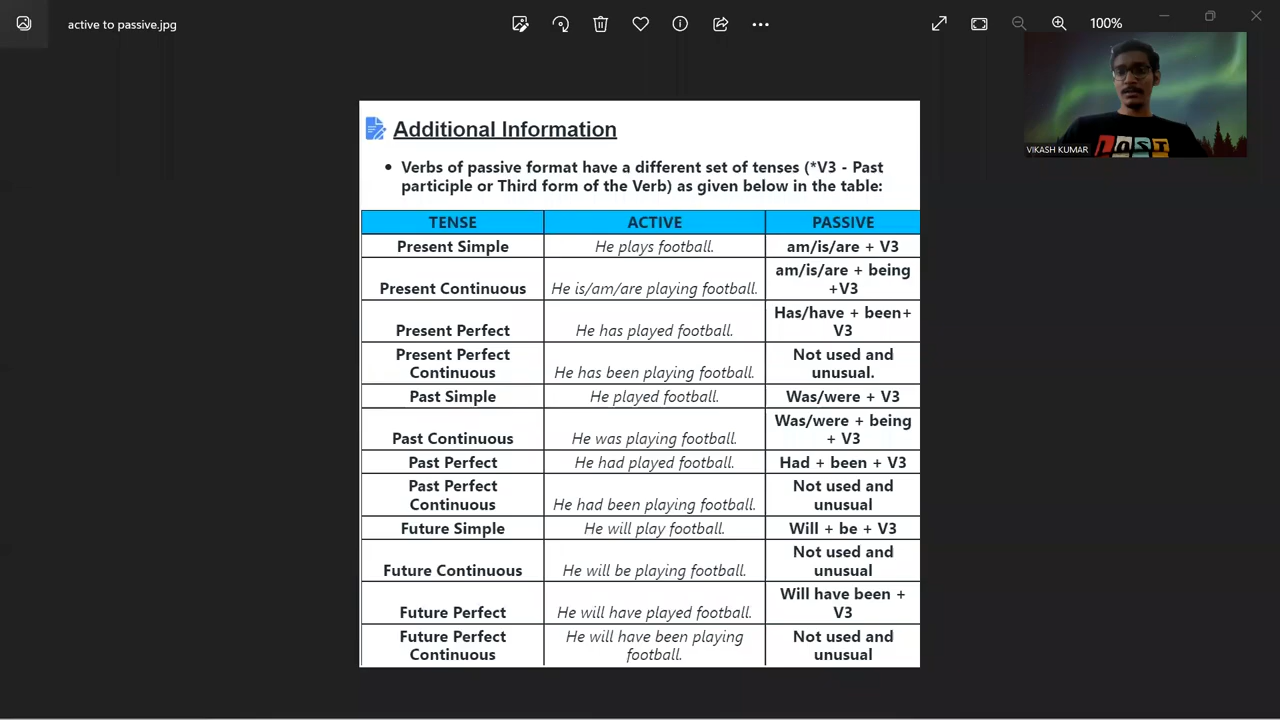 active to passive.jpg
100%
VIKASH KUMAR
Additional Information
• Verbs of passive format have a different set of tenses (*V3 - Past
participle or Third form of the Verb) as given below in the table:
TENSE ACTIVE PASSIVE
Present Simple He plays football. am/is/are + V3
Present Continuous He is/am/are playing football. am/is/are + being
+V3
Present Perfect He has played football. Has/have + been+
V3
Present Perfect
Continuous He has been playing football. Not used and
unusual.
Past Simple He played football. Was/were + V3
Past Continuous He was playing football. Was/were + being
+ V3
Past Perfect He had played football. Had + been + V3
Past Perfect
Continuous He had been playing football. Not used and
unusual
Future Simple He will play football. Will + be + V3
Future Continuous He will be playing football. Not used and
unusual
Future Perfect He will have played football. Will have been +
V3
Future Perfect
Continuous He will have been playing
football. Not used and
unusual